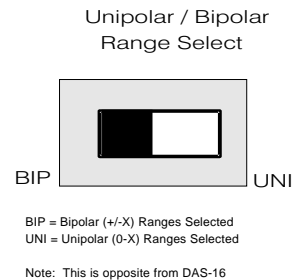 Unipolar / Bipolar
Range Select
BIP
UNI
BIP = Bipolar (+/-X) Ranges Selected
UNI = Unipolar (0-X) Ranges Selected
Note: This is opposite from DAS-16